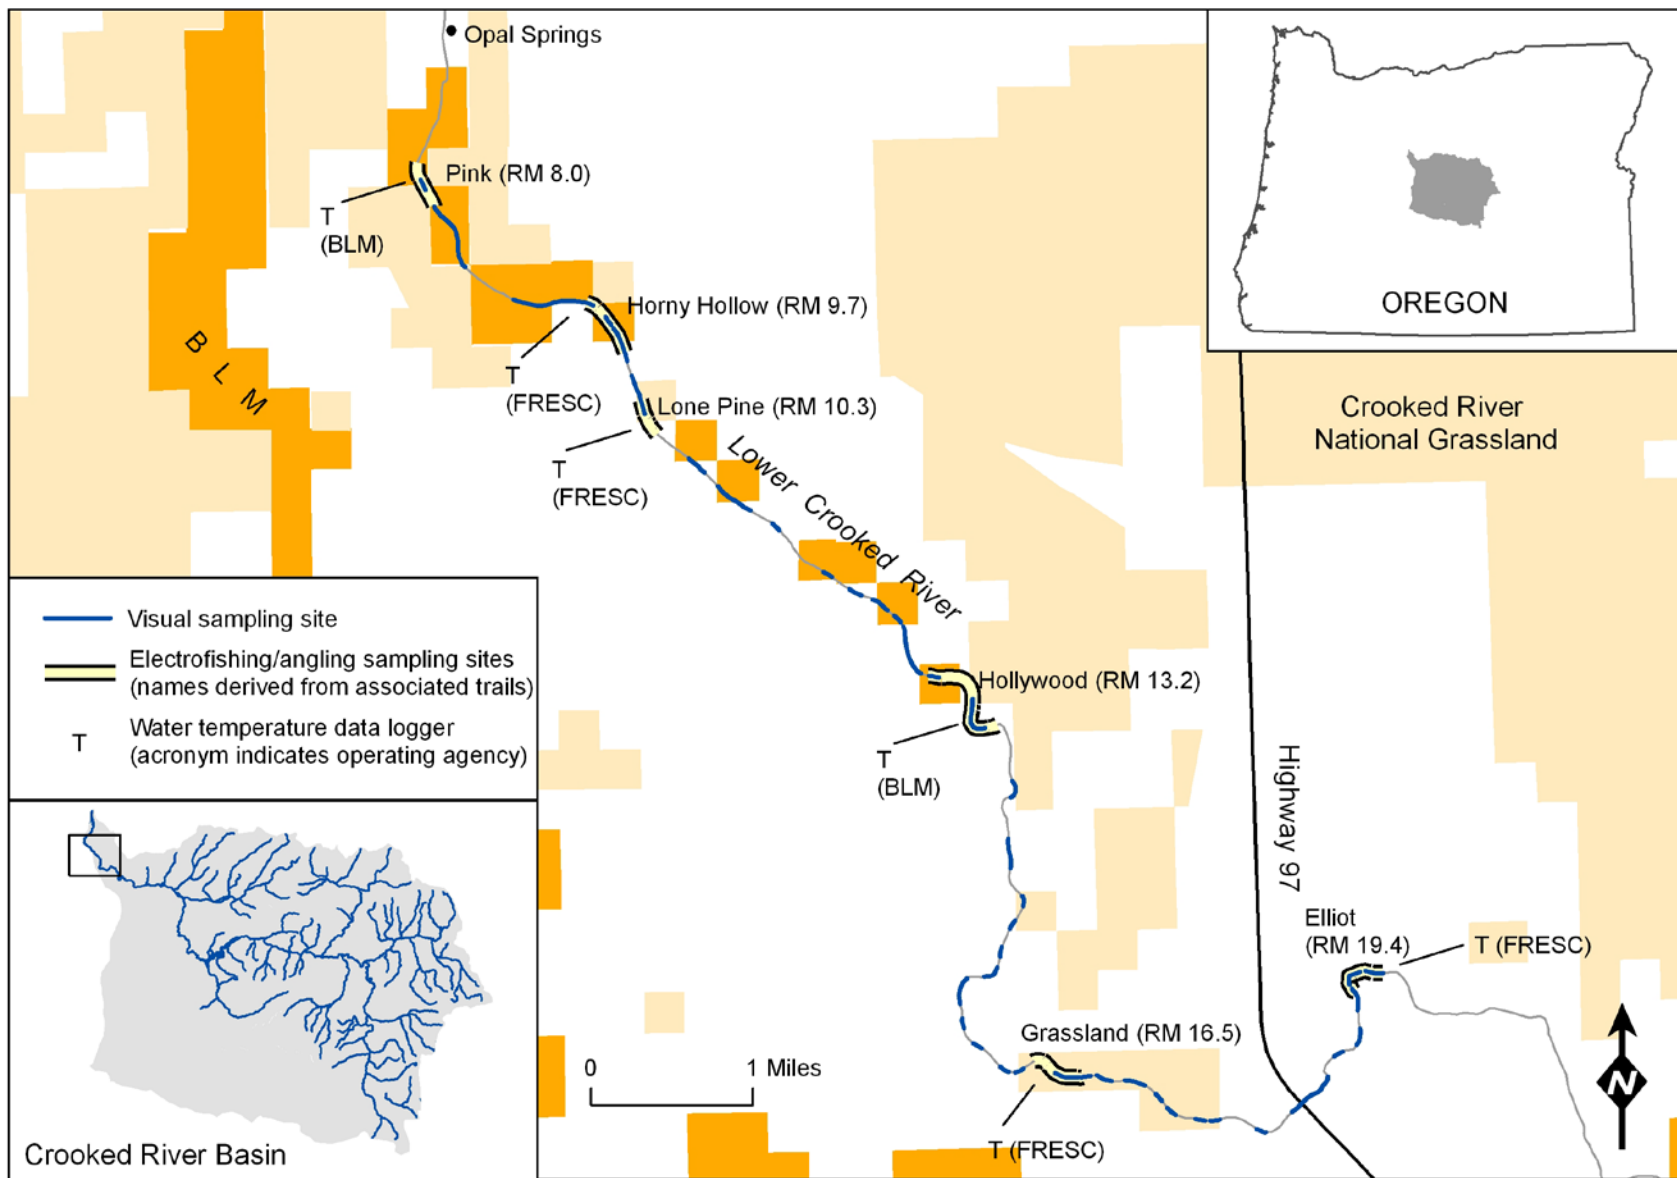 Opal Springs
Pink (RM 8.0)
T
(BLM)
Horny Hollow (RM 9.7)
T
(FRESC)
Lone Pine (RM 10.3)
T
(FRESC)
BLM
Lower Crooked River
Hollywood (RM 13.2)
T
(BLM)
OREGON
Crooked River
National Grassland
Highway 97
Elliot
(RM 19.4)
T (FRESC)
Grassland (RM 16.5)
T (FRESC)
0 1 Miles
N
Visual sampling site
Electrofishing/angling sampling sites
(names derived from associated trails)
T
Water temperature data logger
(acronym indicates operating agency)
Crooked River Basin